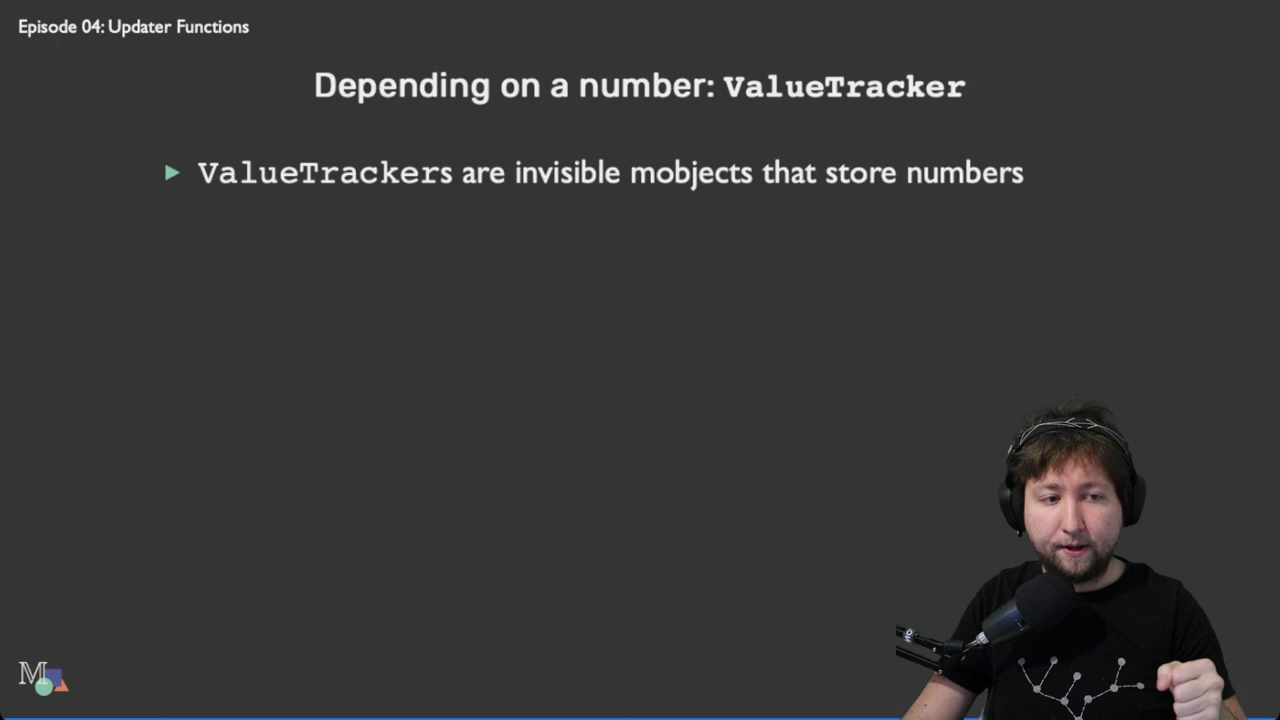 Episode 04: Updater Functions
Depending on a number: ValueTracker
ValueTrackers are invisible mobjects that store numbers
M